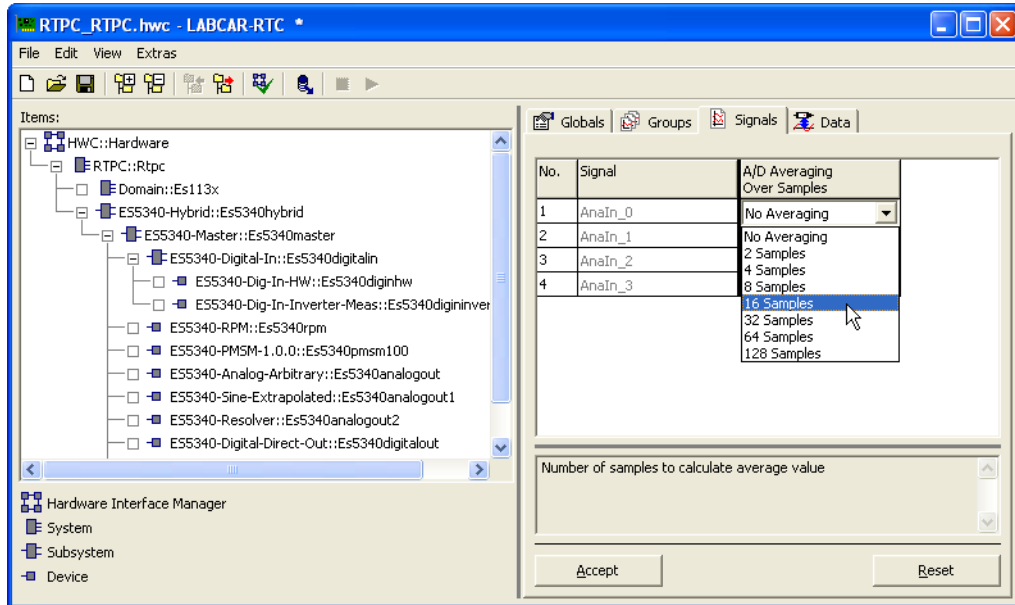 RTPC_RTPC.hwc - LABCAR-RTC *
File Edit View Extras
Items:
HWC::Hardware
RTPC::Rtpc
Domain::Es113x
ES5340-Hybrid::Es5340hybrid
ES5340-Master::Es5340master
ES5340-Digital-In::Es5340digitalin
ES5340-Dig-In-HW::Es5340diginhw
ES5340-Dig-In-Inverter-Meas::Es5340digininver
ES5340-RPM::Es5340rpm
ES5340-PMSM-1.0.0::Es5340pmsm100
ES5340-Analog-Arbitrary::Es5340analogout
ES5340-Sine-Extrapolated::Es5340analogout1
ES5340-Resolver::Es5340analogout2
ES5340-Digital-Direct-Out::Es5340digitalout
Hardware Interface Manager
System
Subsystem
Device
Globals Groups Signals Data
No. Signal A/D Averaging
Over Samples
1 AnaIn_0 No Averaging
2 AnaIn_1
3 AnaIn_2
4 AnaIn_3
No Averaging
2 Samples
4 Samples
8 Samples
16 Samples
32 Samples
64 Samples
128 Samples
Number of samples to calculate average value
Accept Reset